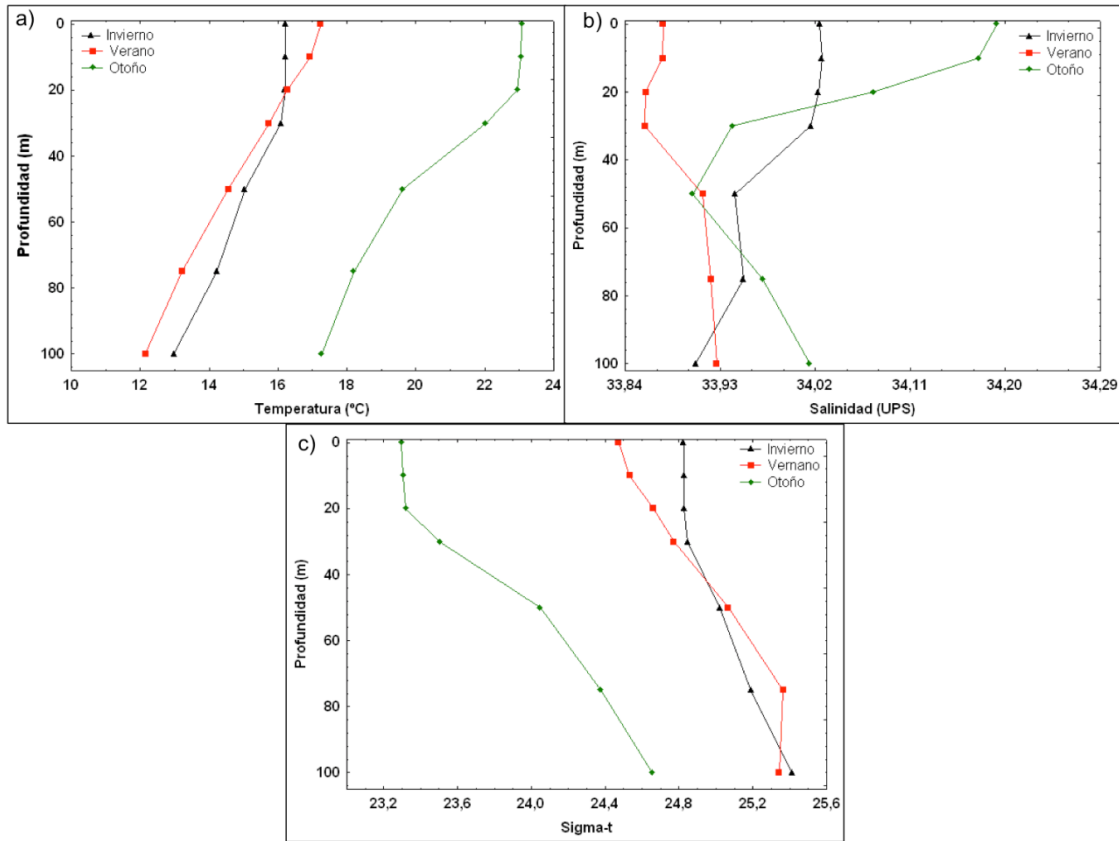 a)
Invierno
Verano
Otoño
Profundidad (m)
0
20
40
60
80
100
10 12 14 16 18 20 22 24
Temperatura (°C)
b)
Invierno
Verano
Otoño
Profundidad (m)
0
20
40
60
80
100
33,84 33,93 34,02 34,11 34,20 34,29
Salinidad (UPS)
c)
Invierno
Vernano
Otoño
Profundidad (m)
0
20
40
60
80
100
23,2 23,6 24,0 24,4 24,8 25,2 25,6
Sigma-t